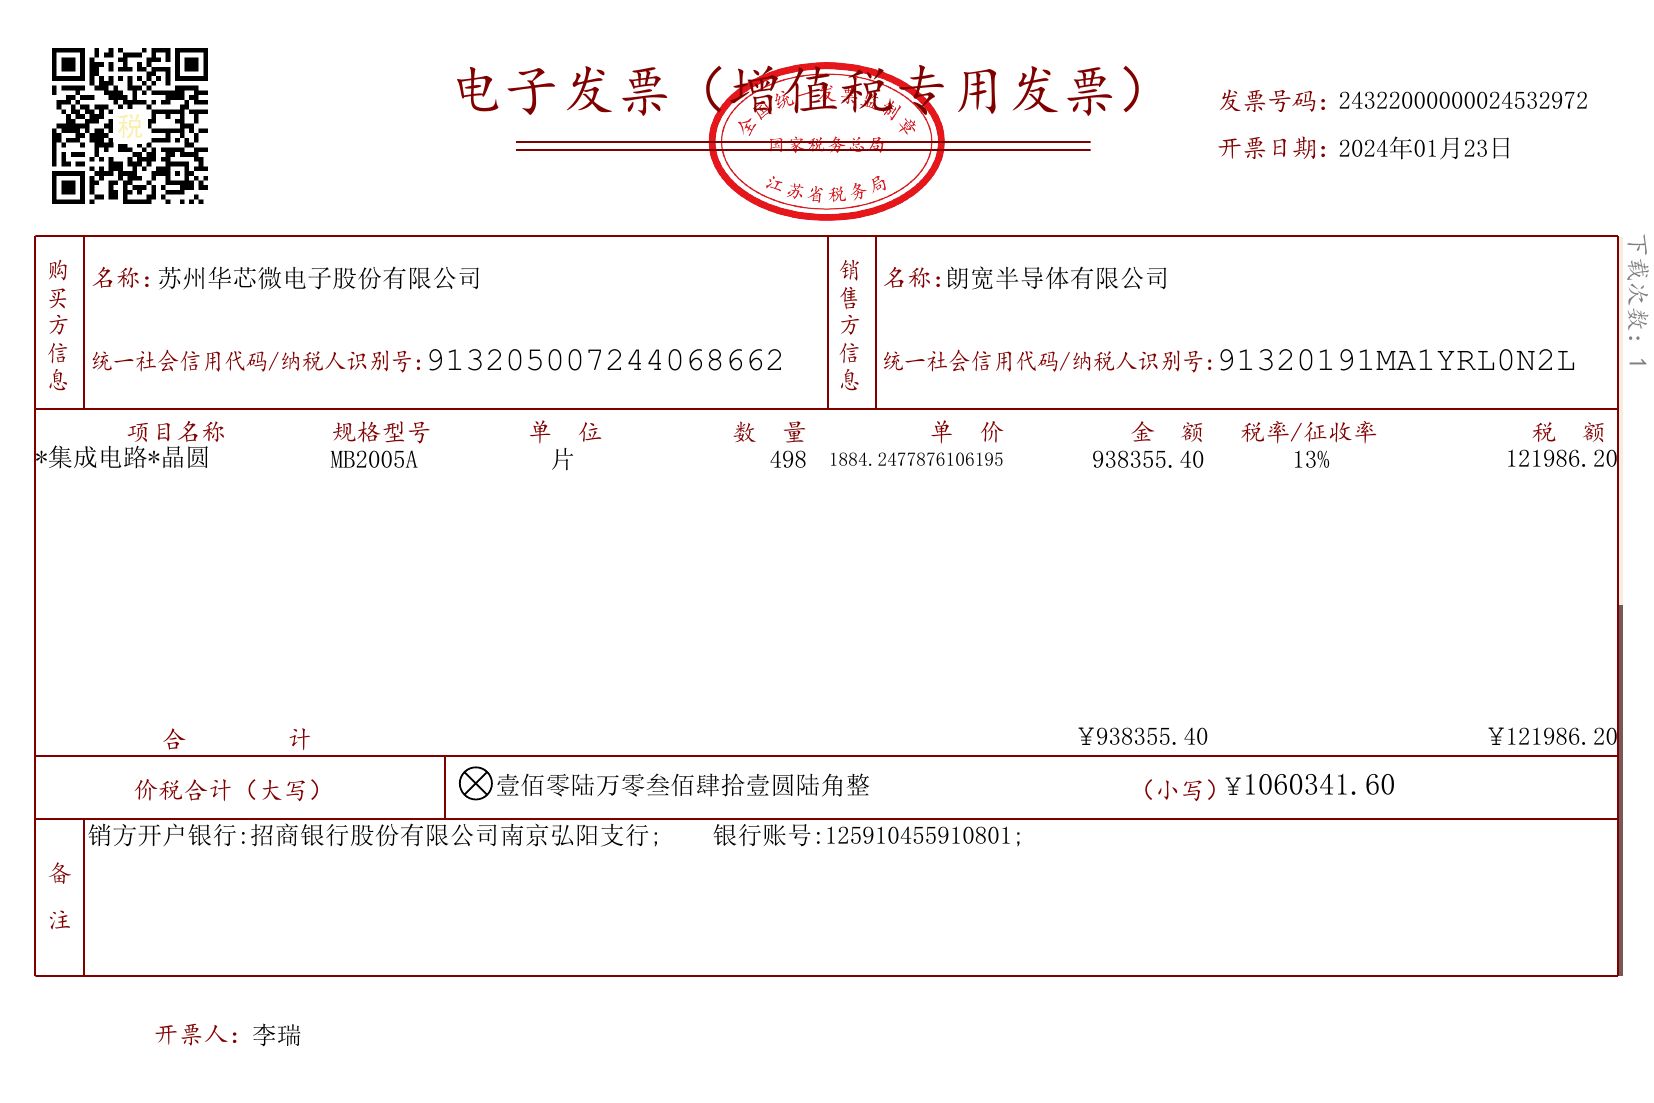 税
电子发票（增值税专用发票）
全国统一发票监制章
国家税务总局
江苏省税务局
发票号码：24322000000024532972
开票日期：2024年01月23日
下载次数：1
购买方信息
名称：苏州华芯微电子股份有限公司
统一社会信用代码/纳税人识别号：913205007244068662
销售方信息
名称：朗宽半导体有限公司
统一社会信用代码/纳税人识别号：91320191MA1YRL0N2L
项目名称 规格型号 单位 数量 单价 金额 税率/征收率 税额
*集成电路*晶圆 MB2005A 片 498 1884.2477876106195 938355.40 13% 121986.20
合计 ¥938355.40 ¥121986.20
价税合计（大写） 壹佰零陆万零叁佰肆拾壹圆陆角整 （小写）¥1060341.60
备注
销方开户银行:招商银行股份有限公司南京弘阳支行; 银行账号:125910455910801;
开票人：李瑞